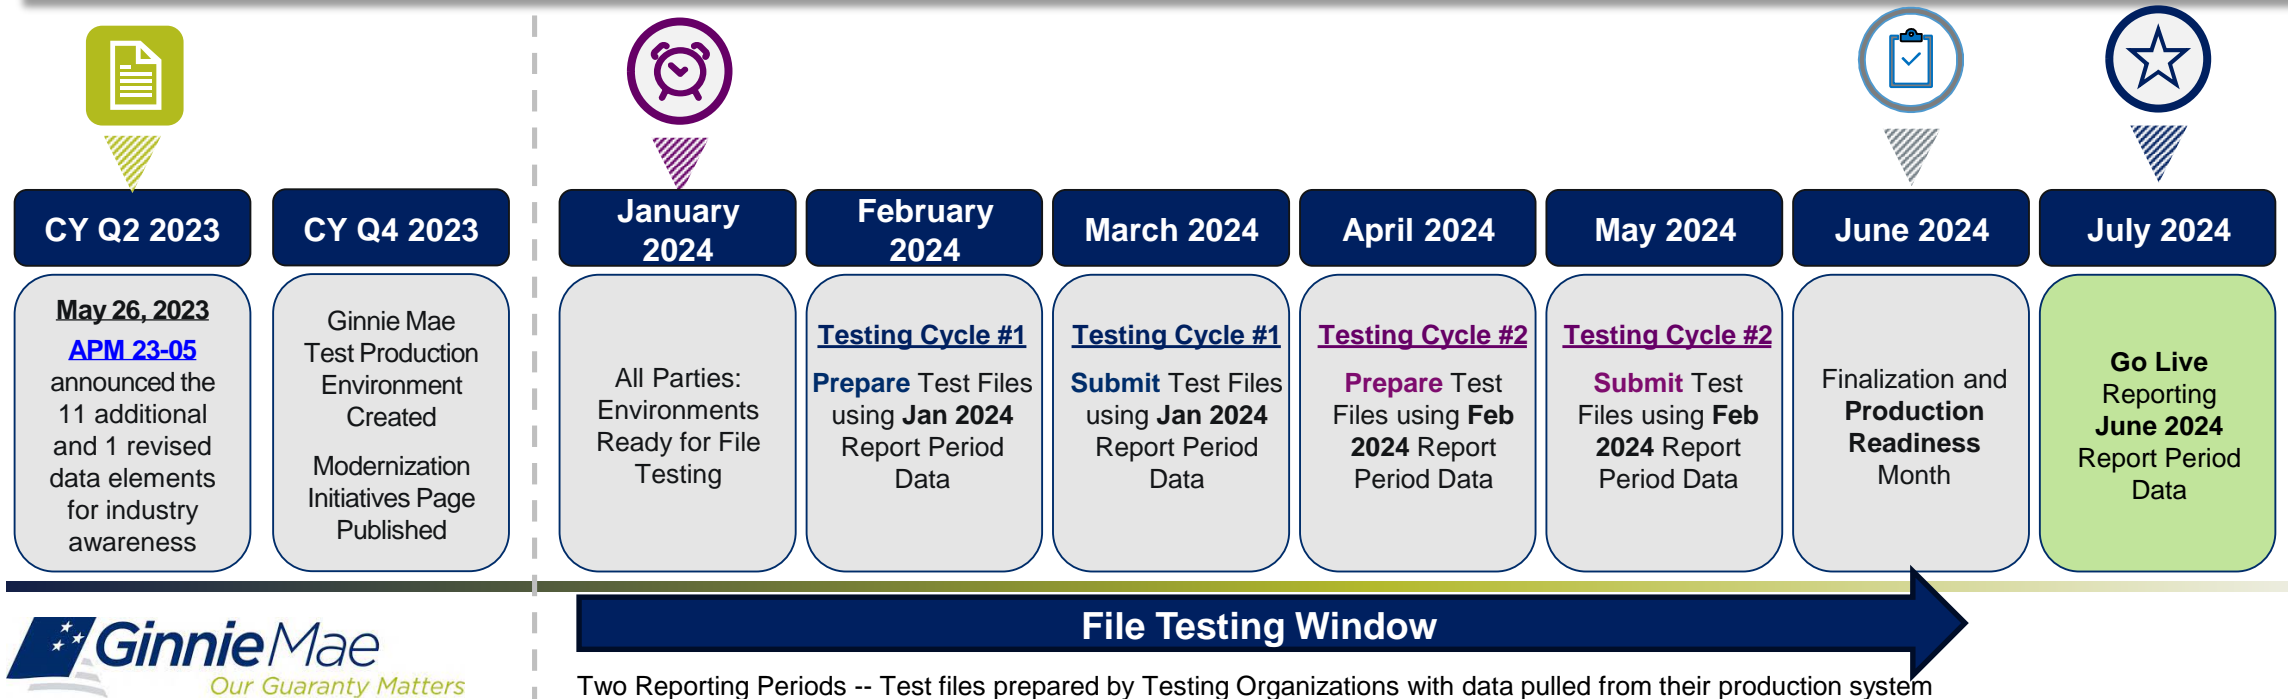 CY Q2 2023
May 26, 2023
APM 23-05
announced the
11 additional
and 1 revised
data elements
for industry
awareness
CY Q4 2023
Ginnie Mae
Test Production
Environment
Created
Modernization
Initiatives Page
Published
January
2024
All Parties:
Environments
Ready for File
Testing
February
2024
Testing Cycle #1
Prepare Test Files
using Jan 2024
Report Period
Data
March 2024
Testing Cycle #1
Submit Test Files
using Jan 2024
Report Period
Data
April 2024
Testing Cycle #2
Prepare Test
Files using Feb
2024 Report
Period Data
May 2024
Testing Cycle #2
Submit Test
Files using Feb
2024 Report
Period Data
June 2024
Finalization and
Production
Readiness
Month
July 2024
Go Live
Reporting
June 2024
Report Period
Data
File Testing Window
Two Reporting Periods -- Test files prepared by Testing Organizations with data pulled from their production system
GinnieMae
Our Guaranty Matters